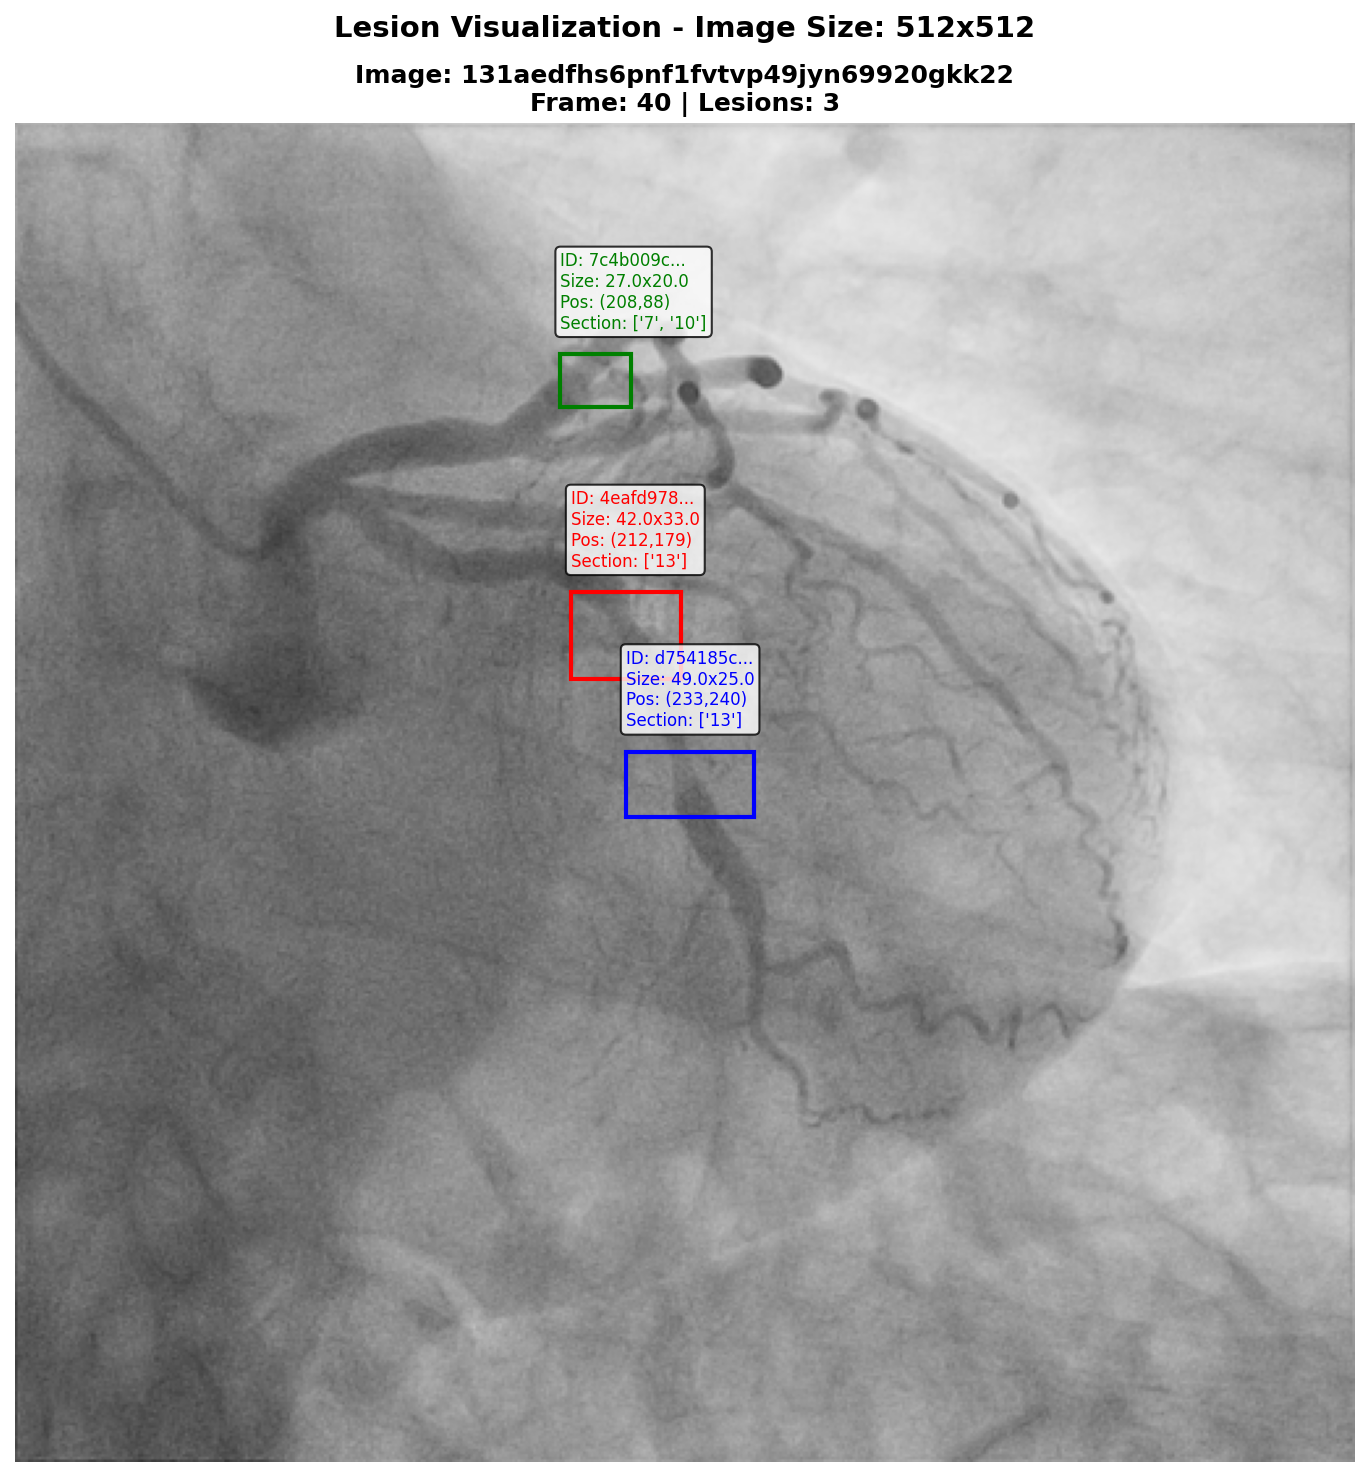 Lesion Visualization - Image Size: 512x512
Image: 131aedfhs6pnf1fvtvp49jyn69920gkk22
Frame: 40 | Lesions: 3
ID: 7c4b009c...
Size: 27.0x20.0
Pos: (208,88)
Section: ['7', '10']
ID: 4eafd978...
Size: 42.0x33.0
Pos: (212,179)
Section: ['13']
ID: d754185c...
Size: 49.0x25.0
Pos: (233,240)
Section: ['13']